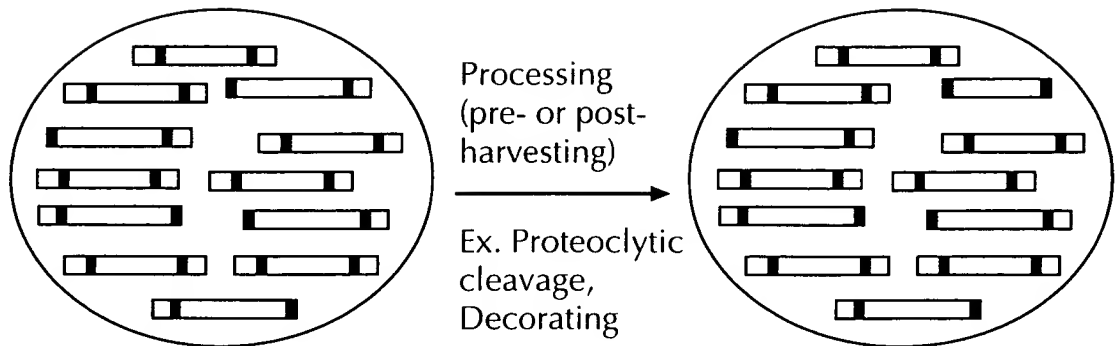 Processing
(pre- or post-
harvesting)
Ex. Proteoclytic
cleavage,
Decorating